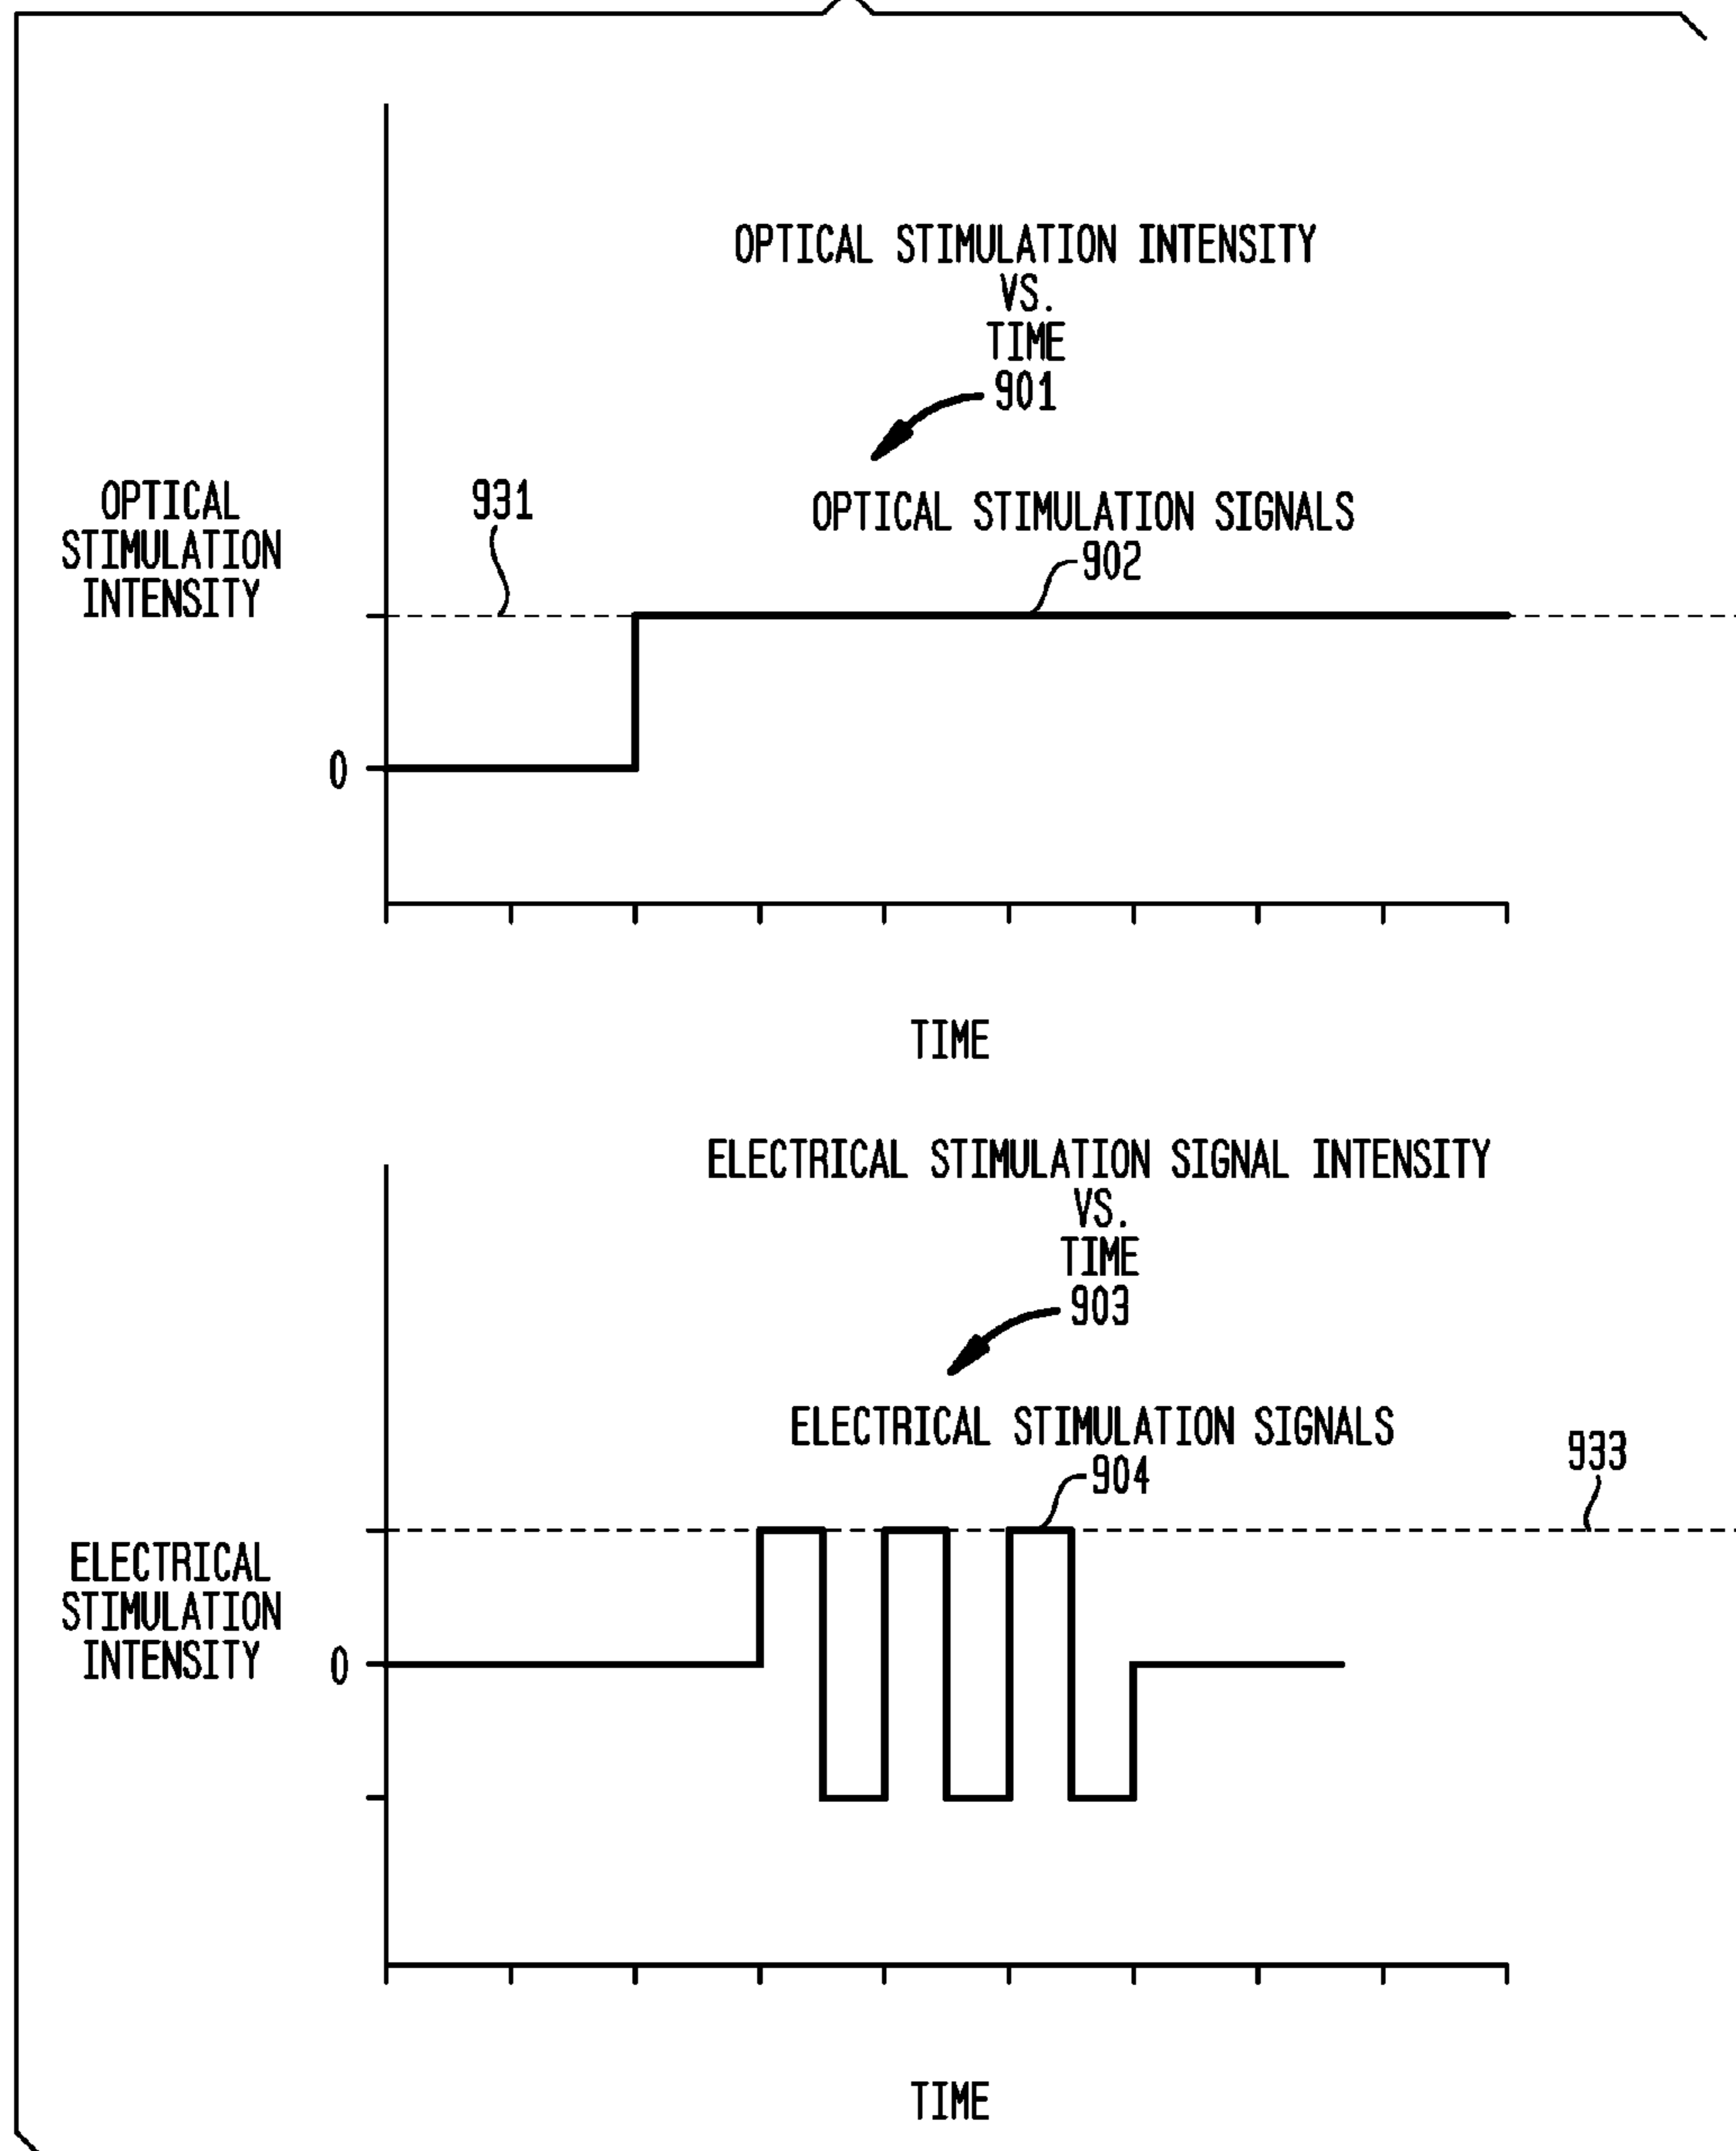 OPTICAL STIMULATION INTENSITY
VS.
TIME
901
OPTICAL
STIMULATION
INTENSITY
931
OPTICAL STIMULATION SIGNALS
902
0
TIME
ELECTRICAL STIMULATION SIGNAL INTENSITY
VS.
TIME
903
ELECTRICAL STIMULATION SIGNALS
904
933
ELECTRICAL
STIMULATION
INTENSITY
0
TIME